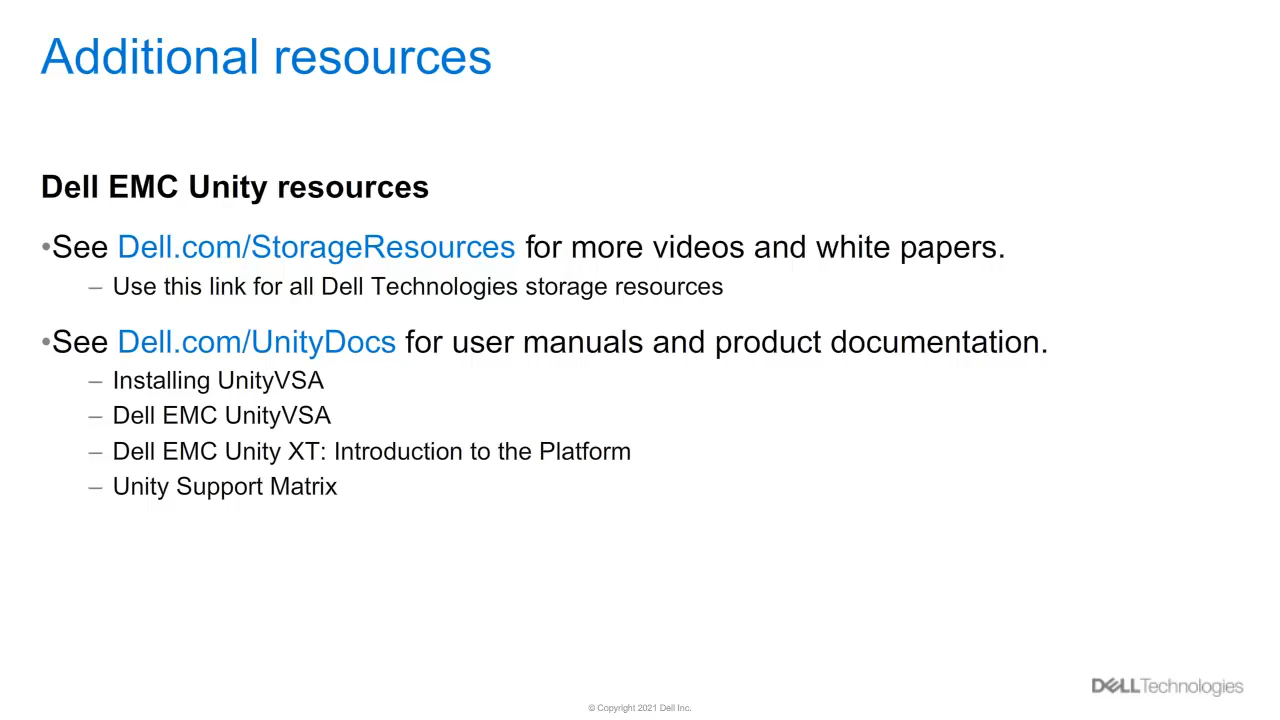 Additional resources
Dell EMC Unity resources
•See Dell.com/StorageResources for more videos and white papers.
– Use this link for all Dell Technologies storage resources
•See Dell.com/UnityDocs for user manuals and product documentation.
– Installing UnityVSA
– Dell EMC UnityVSA
– Dell EMC Unity XT: Introduction to the Platform
– Unity Support Matrix
DELLTechnologies
© Copyright 2021 Dell Inc.